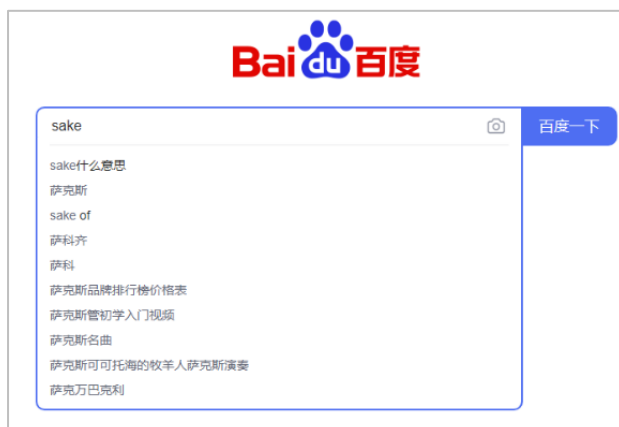 Bai du 百度
sake 百度一下
sake什么意思
萨克斯
sake of
萨科齐
萨科
萨克斯品牌排行榜价格表
萨克斯管初学入门视频
萨克斯名曲
萨克斯可可托海的牧羊人萨克斯演奏
萨克万巴克利